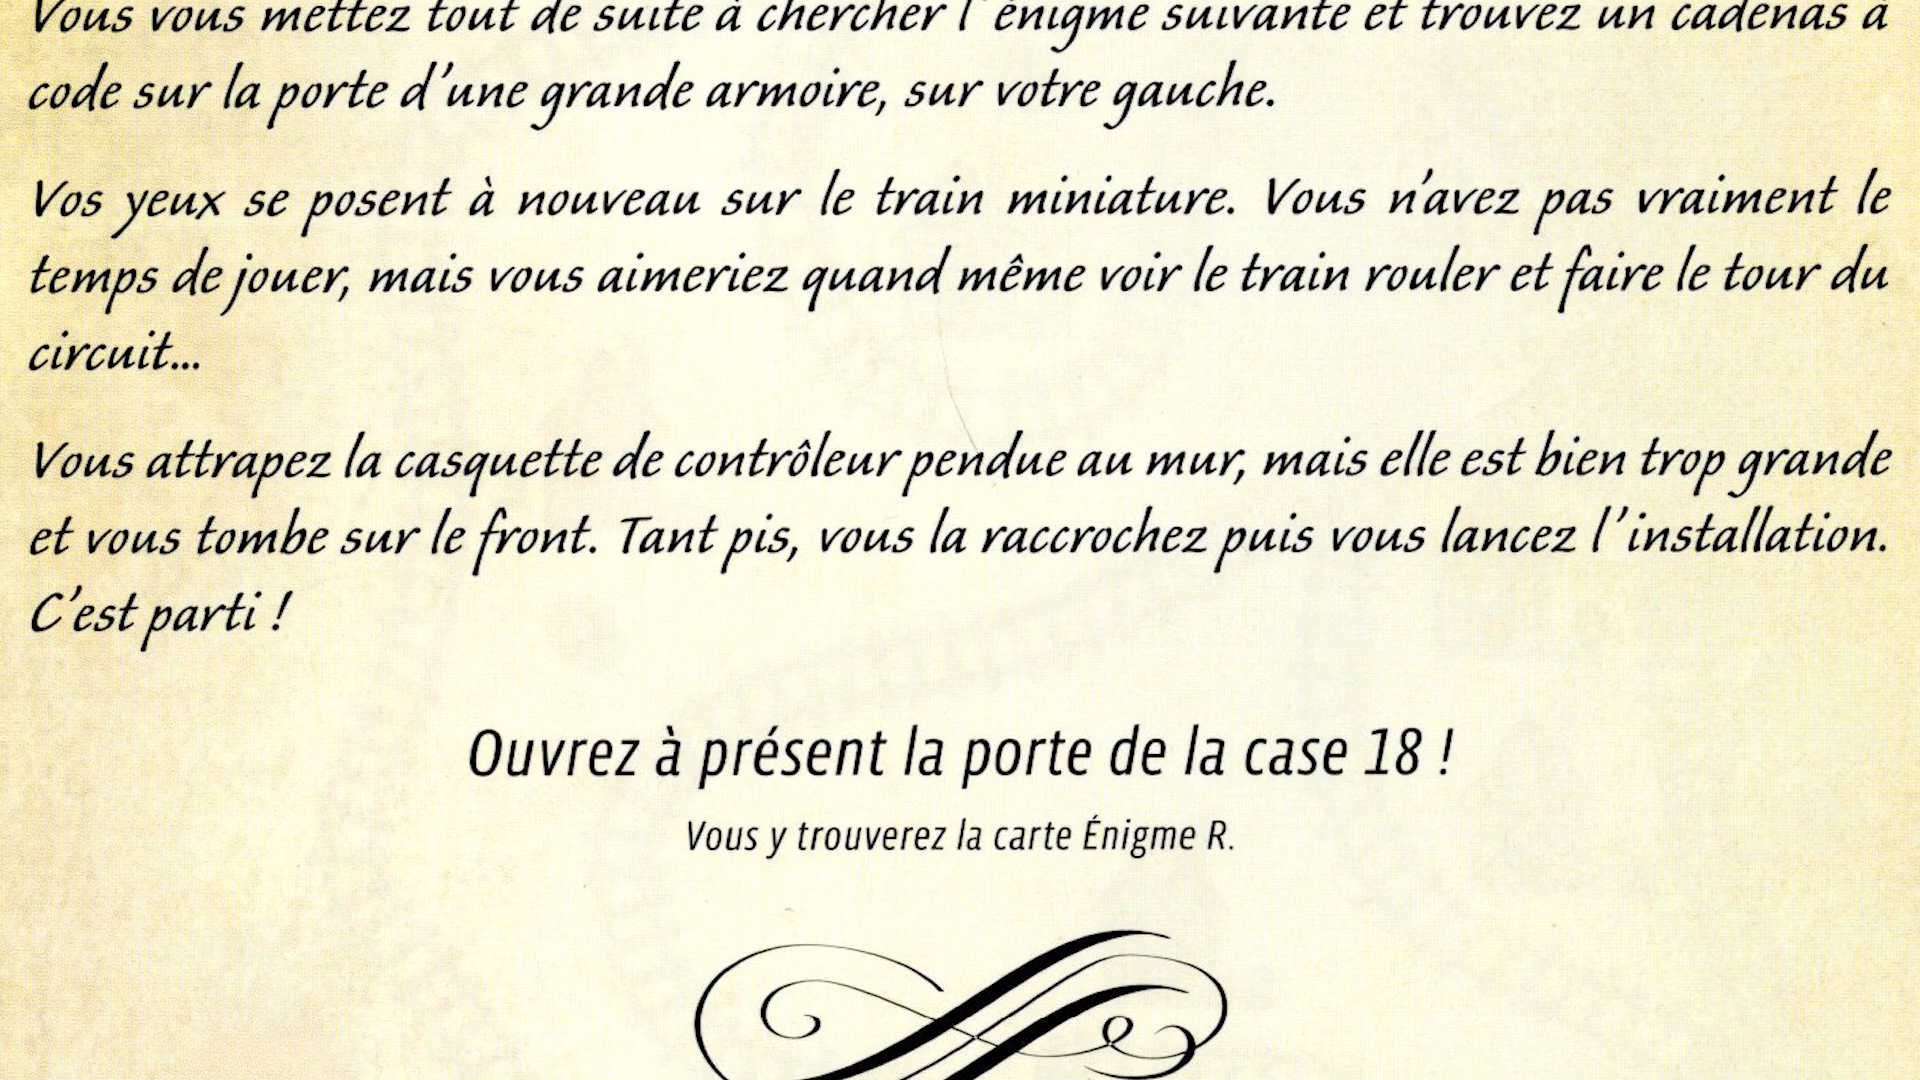 Vous vous mettez tout de suite à chercher l'énigme suivante et trouvez un cadenas à
code sur la porte d'une grande armoire, sur votre gauche.
Vos yeux se posent à nouveau sur le train miniature. Vous n'avez pas vraiment le
temps de jouer, mais vous aimeriez quand même voir le train rouler et faire le tour du
circuit...
Vous attrapez la casquette de contrôleur pendue au mur, mais elle est bien trop grande
et vous tombe sur le front. Tant pis, vous la raccrochez puis vous lancez l'installation.
C'est parti !
Ouvrez à présent la porte de la case 18 !
Vous y trouverez la carte Énigme R.